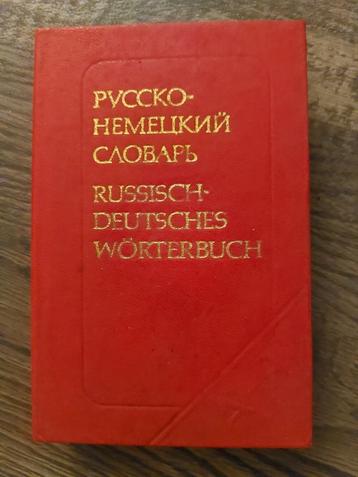 РУССКО-
НЕМЕЦКИЙ
СЛОВАРЬ
RUSSISCH-
DEUTSCHES
WÖRTERBUCH